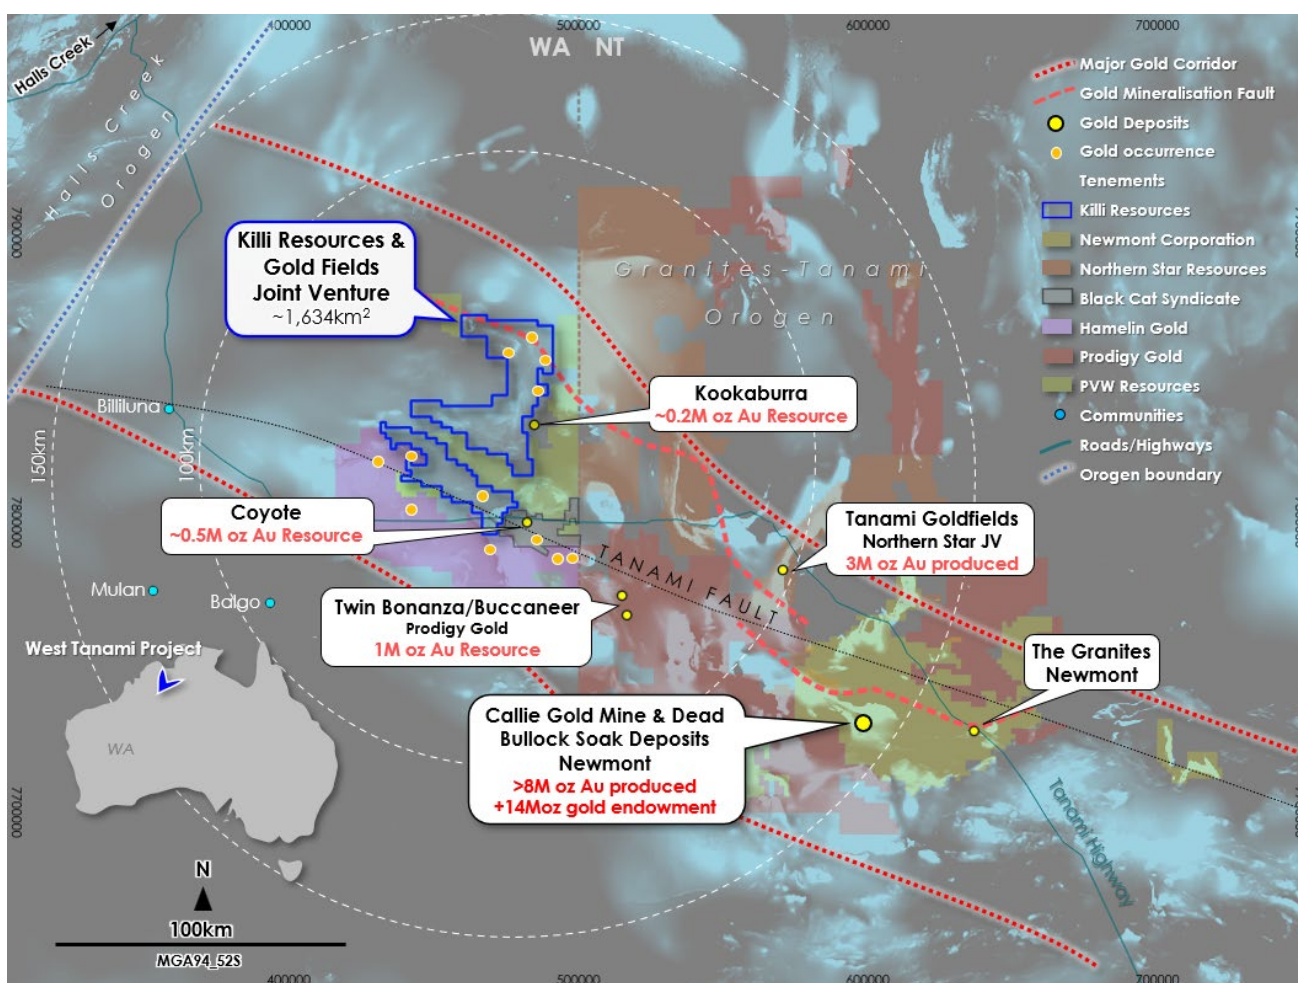 400000
500000
600000
700000
WA NT
Halls Creek
Halls Creek
Orogen
Major Gold Corridor
Gold Mineralisation Fault
Gold Deposits
Gold occurrence
Tenements
Killi Resources
Newmont Corporation
Northern Star Resources
Black Cat Syndicate
Hamelin Gold
Prodigy Gold
PVW Resources
Communities
Roads/Highways
Orogen boundary
7900000
Killi Resources &
Gold Fields
Joint Venture
~1,634km²
Granites-Tanami
Orogen
Kookaburra
~0.2M oz Au Resource
Billiluna
150km
100km
7800000
Coyote
~0.5M oz Au Resource
Tanami Goldfields
Northern Star JV
3M oz Au produced
TANAMI FAULT
Mulan
Balgo
Twin Bonanza/Buccaneer
Prodigy Gold
1M oz Au Resource
West Tanami Project
WA
The Granites
Newmont
Callie Gold Mine & Dead
Bullock Soak Deposits
Newmont
>8M oz Au produced
+14Moz gold endowment
7700000
Tanami Highway
N
100km
MGA94_52S
400000
500000
600000
700000